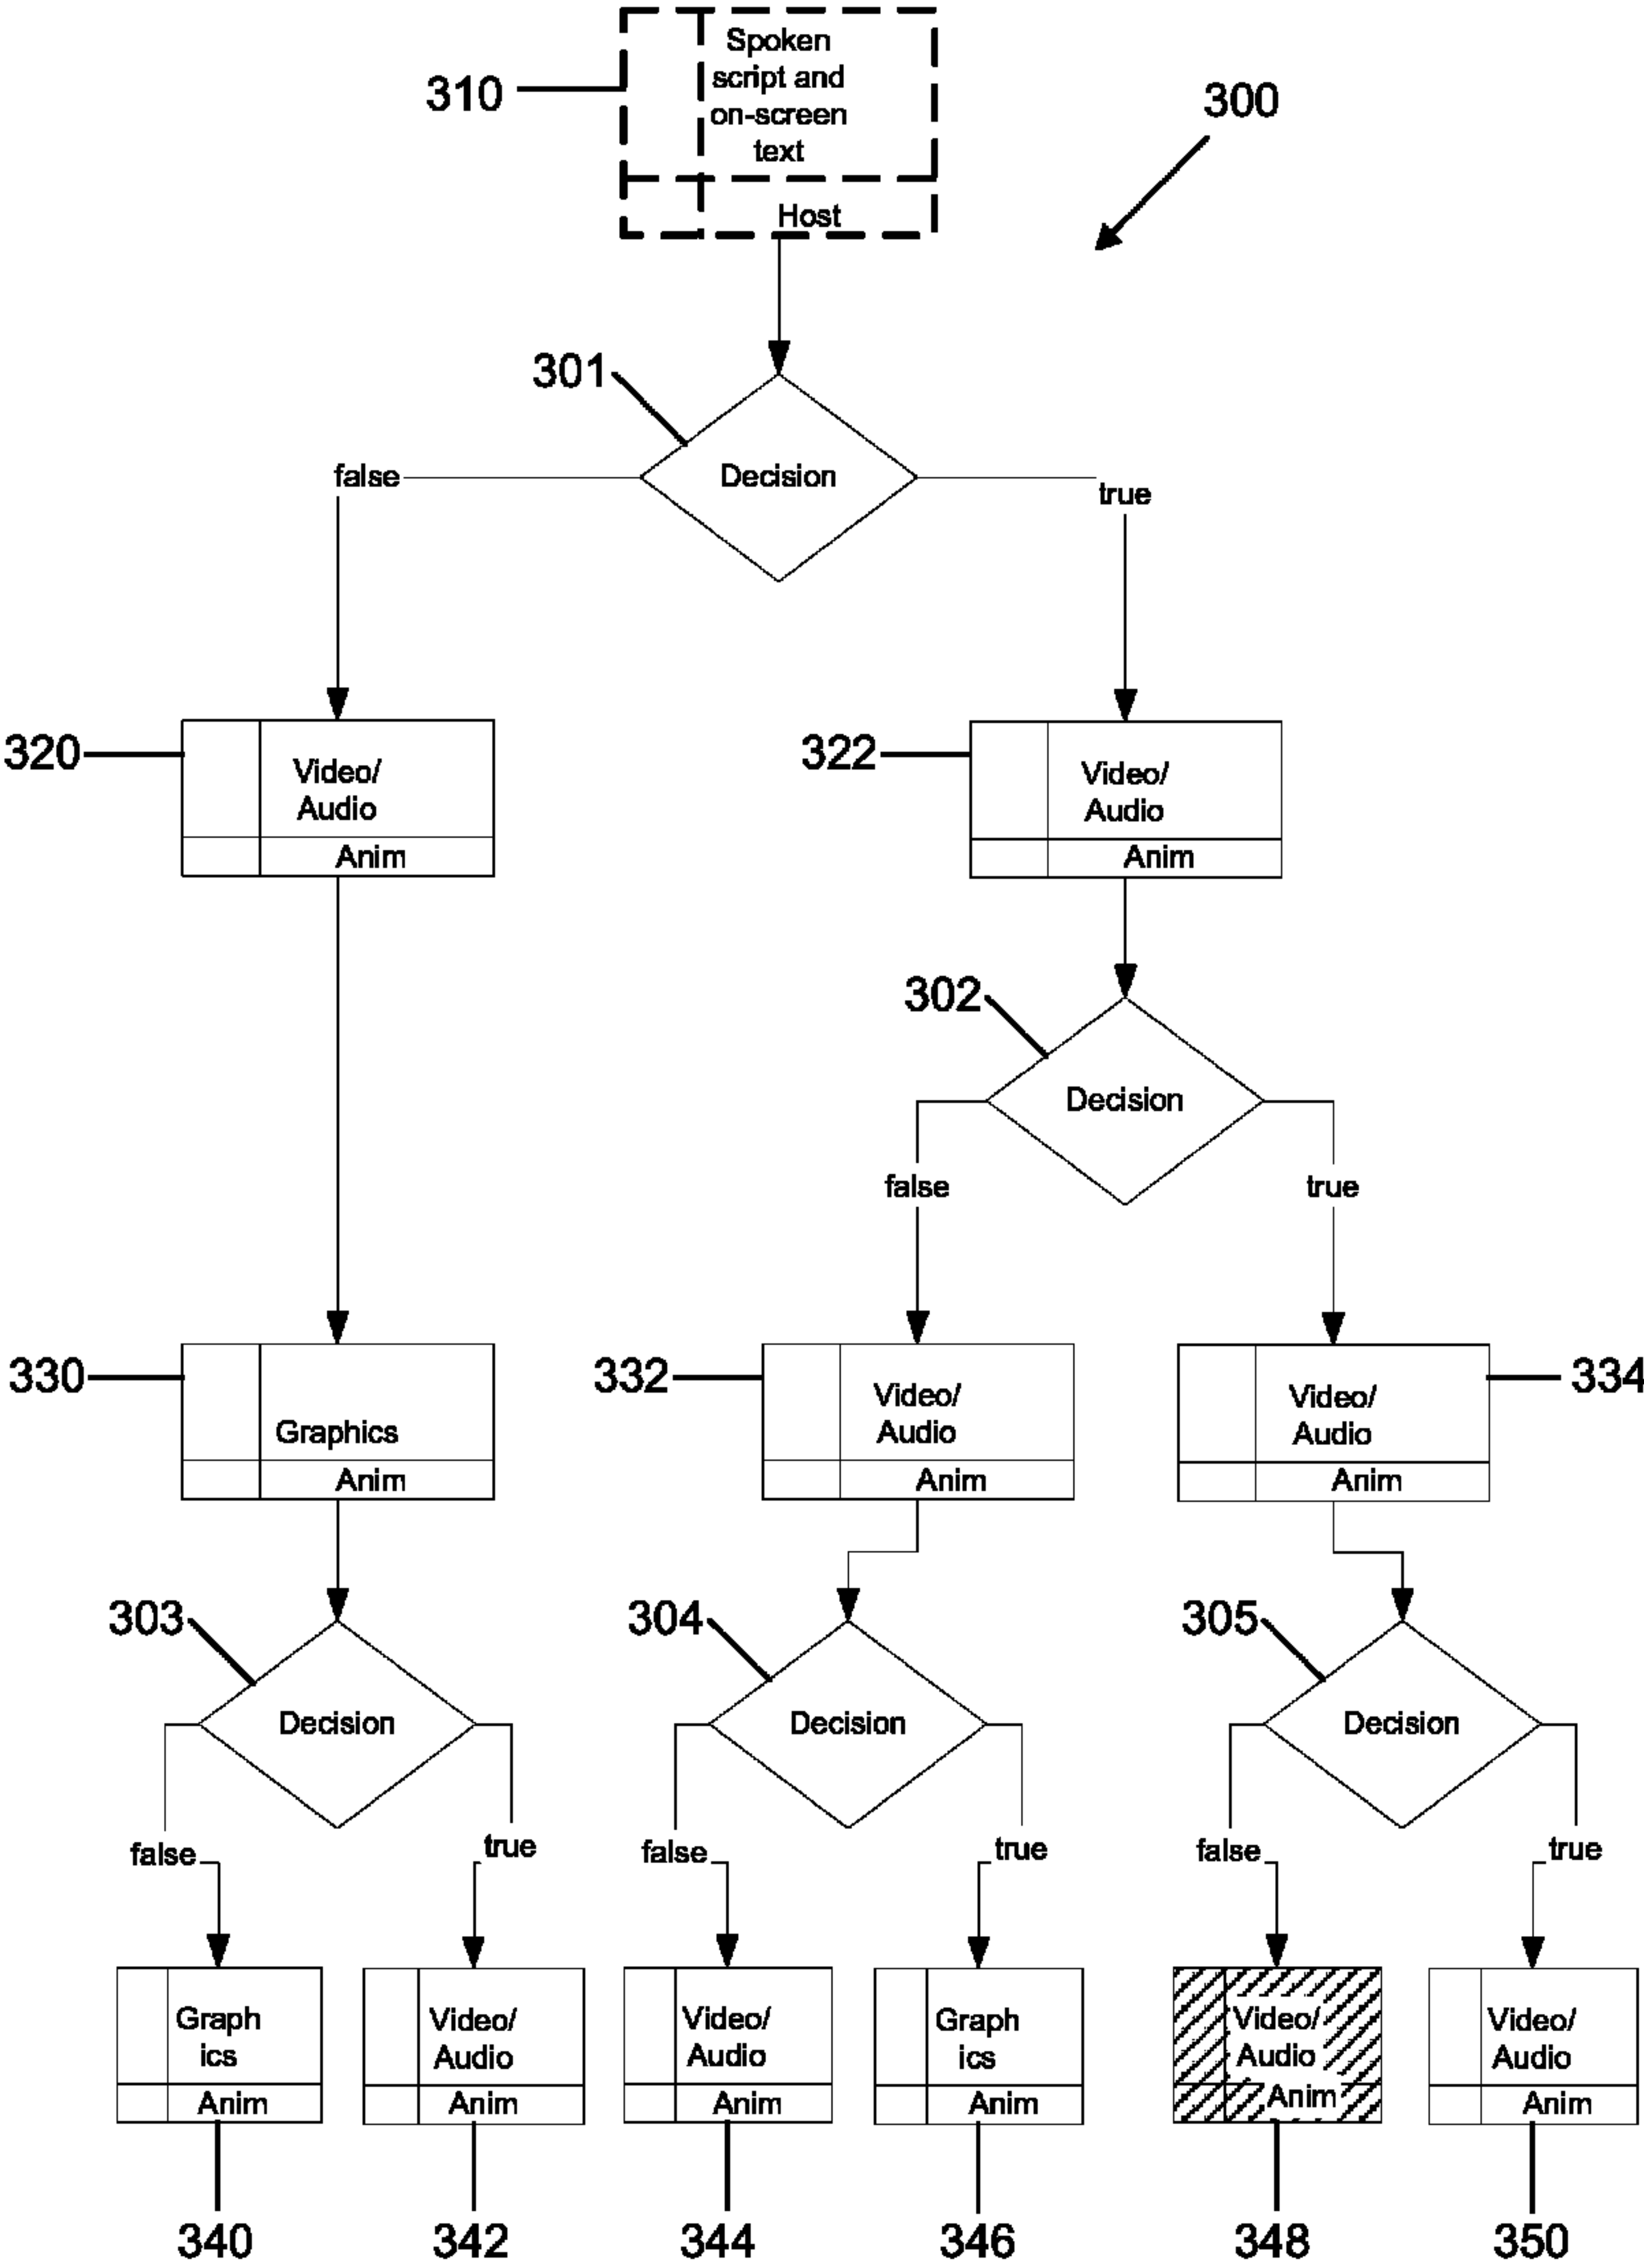 Spoken
script and
on-screen
text
310
300
Host
301
Decision
false
true
320
Video/
Audio
Anim
322
Video/
Audio
Anim
302
Decision
false
true
330
Graphics
Anim
332
Video/
Audio
Anim
334
Video/
Audio
Anim
303
Decision
false
true
304
Decision
false
true
305
Decision
false
true
Graph
ics
Anim
Video/
Audio
Anim
Video/
Audio
Anim
Graph
ics
Anim
Video/
Audio
Anim
Video/
Audio
Anim
340
342
344
346
348
350